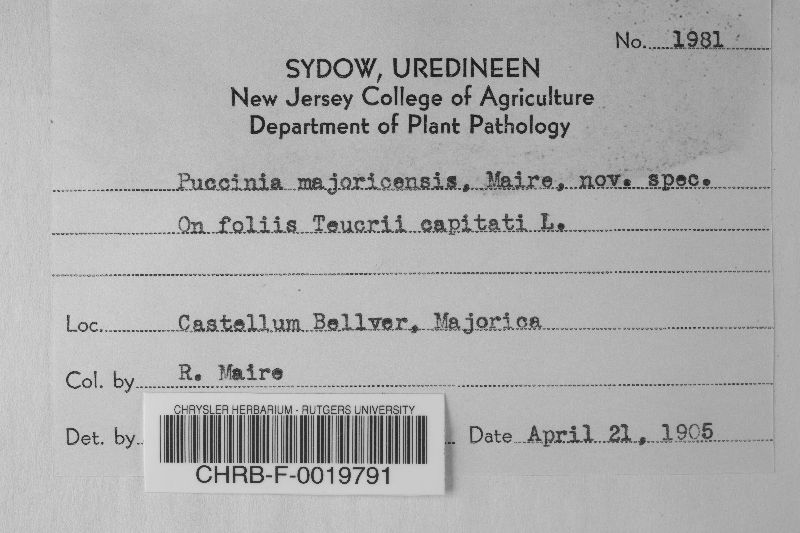 No. 1981
SYDOW, UREDINEEN
New Jersey College of Agriculture
Department of Plant Pathology
Puccinia majoricensis, Maire, nov. spec.
On foliis Teucrii capitati L.
Loc. Castellum Bellver, Majorica
Col. by R. Maire
Det. by Date April 21, 1905
CHRYSLER HERBARIUM - RUTGERS UNIVERSITY
CHRB-F-0019791